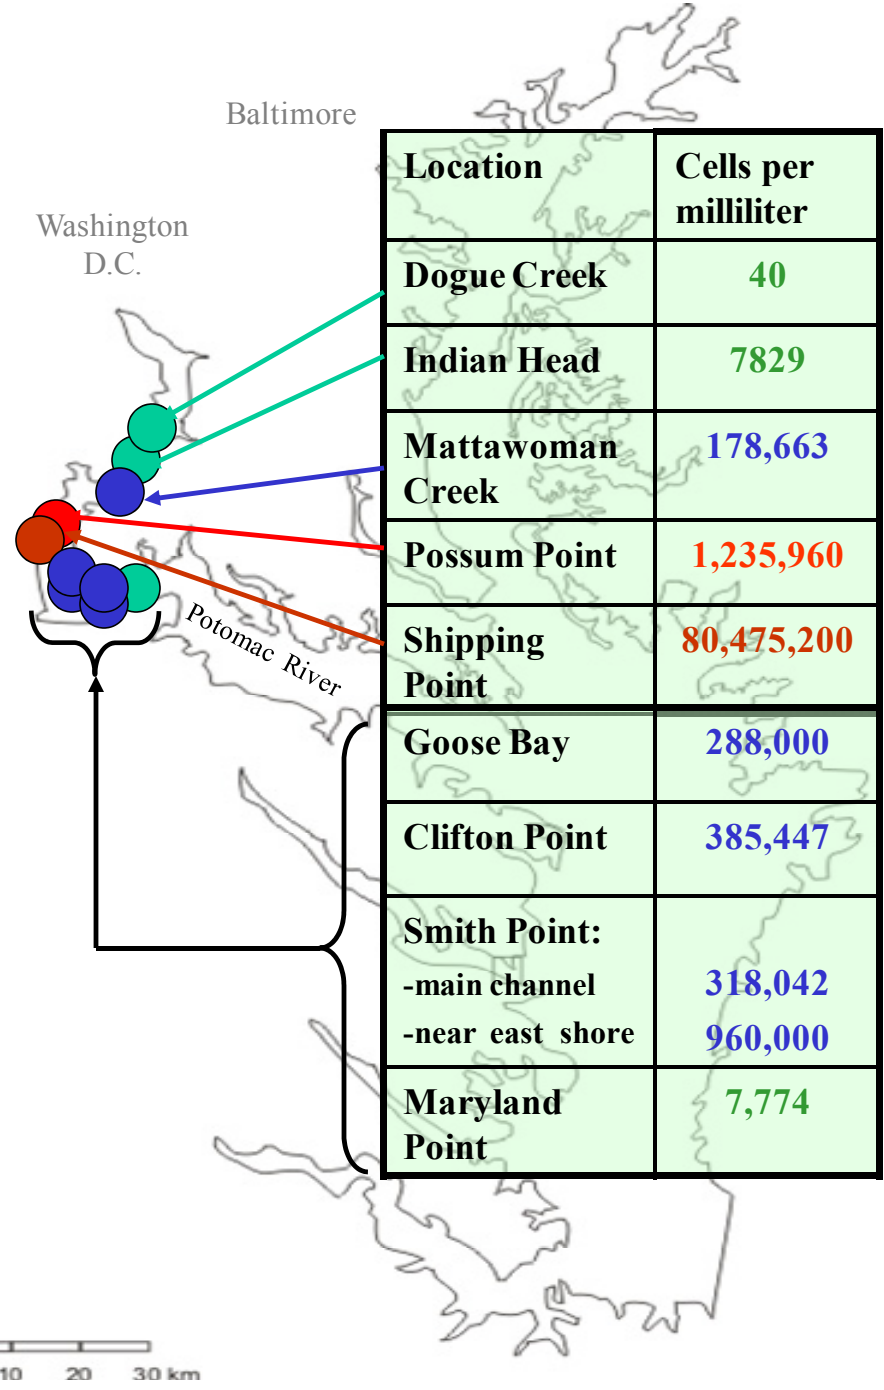 Baltimore
Washington
D.C.
Location
Cells per
milliliter
Dogue Creek
40
Indian Head
7829
Mattawoman
Creek
178,663
Possum Point
1,235,960
Shipping
Point
80,475,200
Potomac River
Goose Bay
288,000
Clifton Point
385,447
Smith Point:
-main channel
318,042
-near east shore
960,000
Maryland
Point
7,774
10 20 30 km